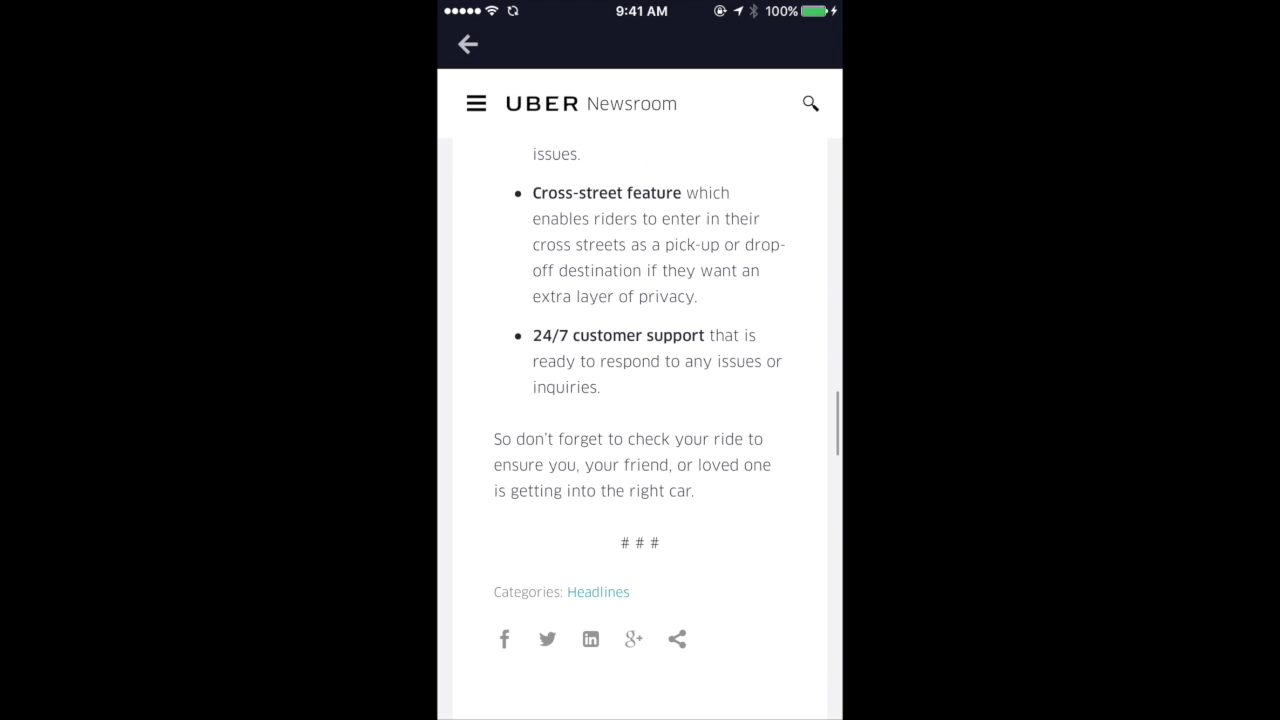 9:41 AM
100%
UBER Newsroom
issues.
• Cross-street feature which
enables riders to enter in their
cross streets as a pick-up or drop-
off destination if they want an
extra layer of privacy.
• 24/7 customer support that is
ready to respond to any issues or
inquiries.
So don't forget to check your ride to
ensure you, your friend, or loved one
is getting into the right car.
# # #
Categories: Headlines